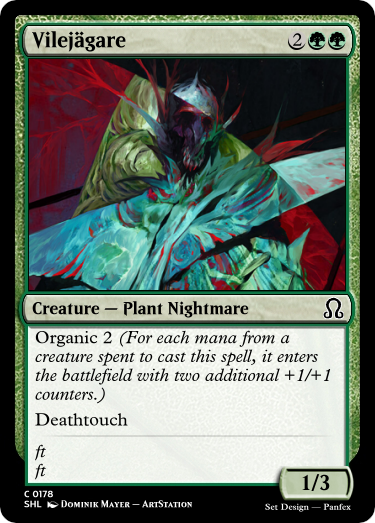 Vilejägare 2
Creature — Plant Nightmare
Organic 2 (For each mana from a
creature spent to cast this spell, it enters
the battlefield with two additional +1/+1
counters.)
Deathtouch
ft
ft
1/3
C 0178
SHL Dominik Mayer — ArtStation
Set Design — Panfex